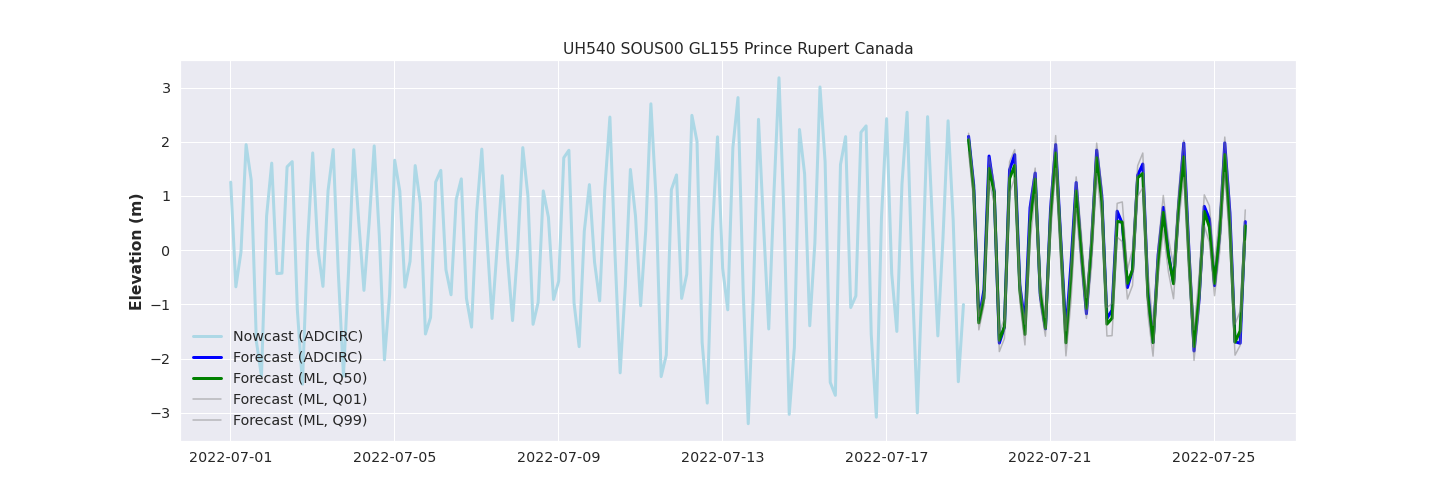 UH540 SOUS00 GL155 Prince Rupert Canada
Elevation (m)
3
2
1
0
−1
−2
−3
Nowcast (ADCIRC)
Forecast (ADCIRC)
Forecast (ML, Q50)
Forecast (ML, Q01)
Forecast (ML, Q99)
2022-07-01
2022-07-05
2022-07-09
2022-07-13
2022-07-17
2022-07-21
2022-07-25